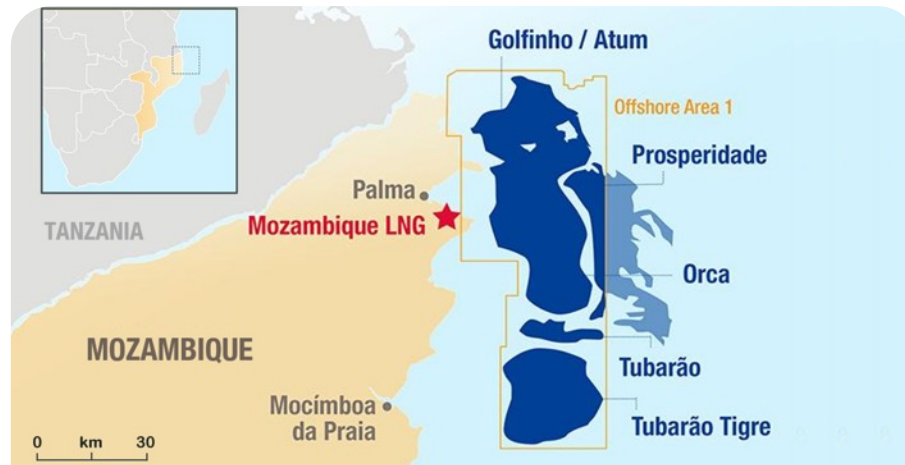 Golfinho / Atum
Offshore Area 1
Prosperidade
Palma
Mozambique LNG
TANZANIA
Orca
MOZAMBIQUE
Tubarão
Mocímboa
da Praia
Tubarão Tigre
0 km 30